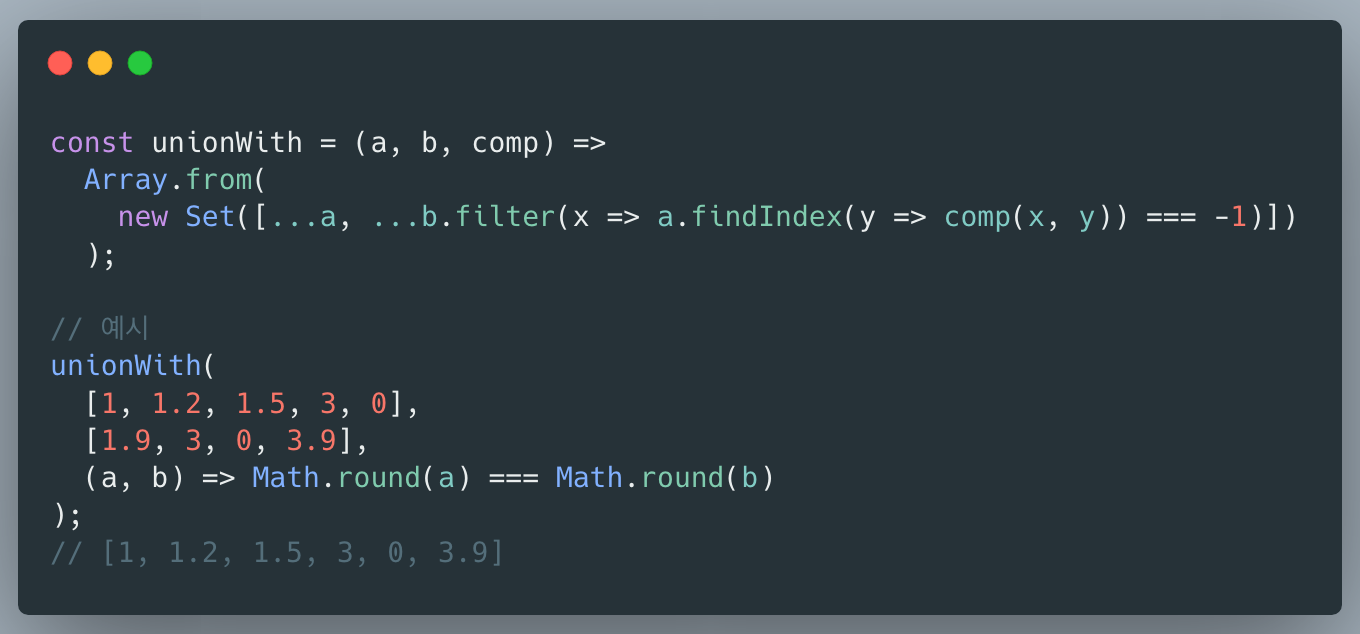 const unionWith = (a, b, comp) =>
  Array.from(
    new Set([...a, ...b.filter(x => a.findIndex(y => comp(x, y)) === -1)])
  );

// 예시
unionWith(
  [1, 1.2, 1.5, 3, 0],
  [1.9, 3, 0, 3.9],
  (a, b) => Math.round(a) === Math.round(b)
);
// [1, 1.2, 1.5, 3, 0, 3.9]